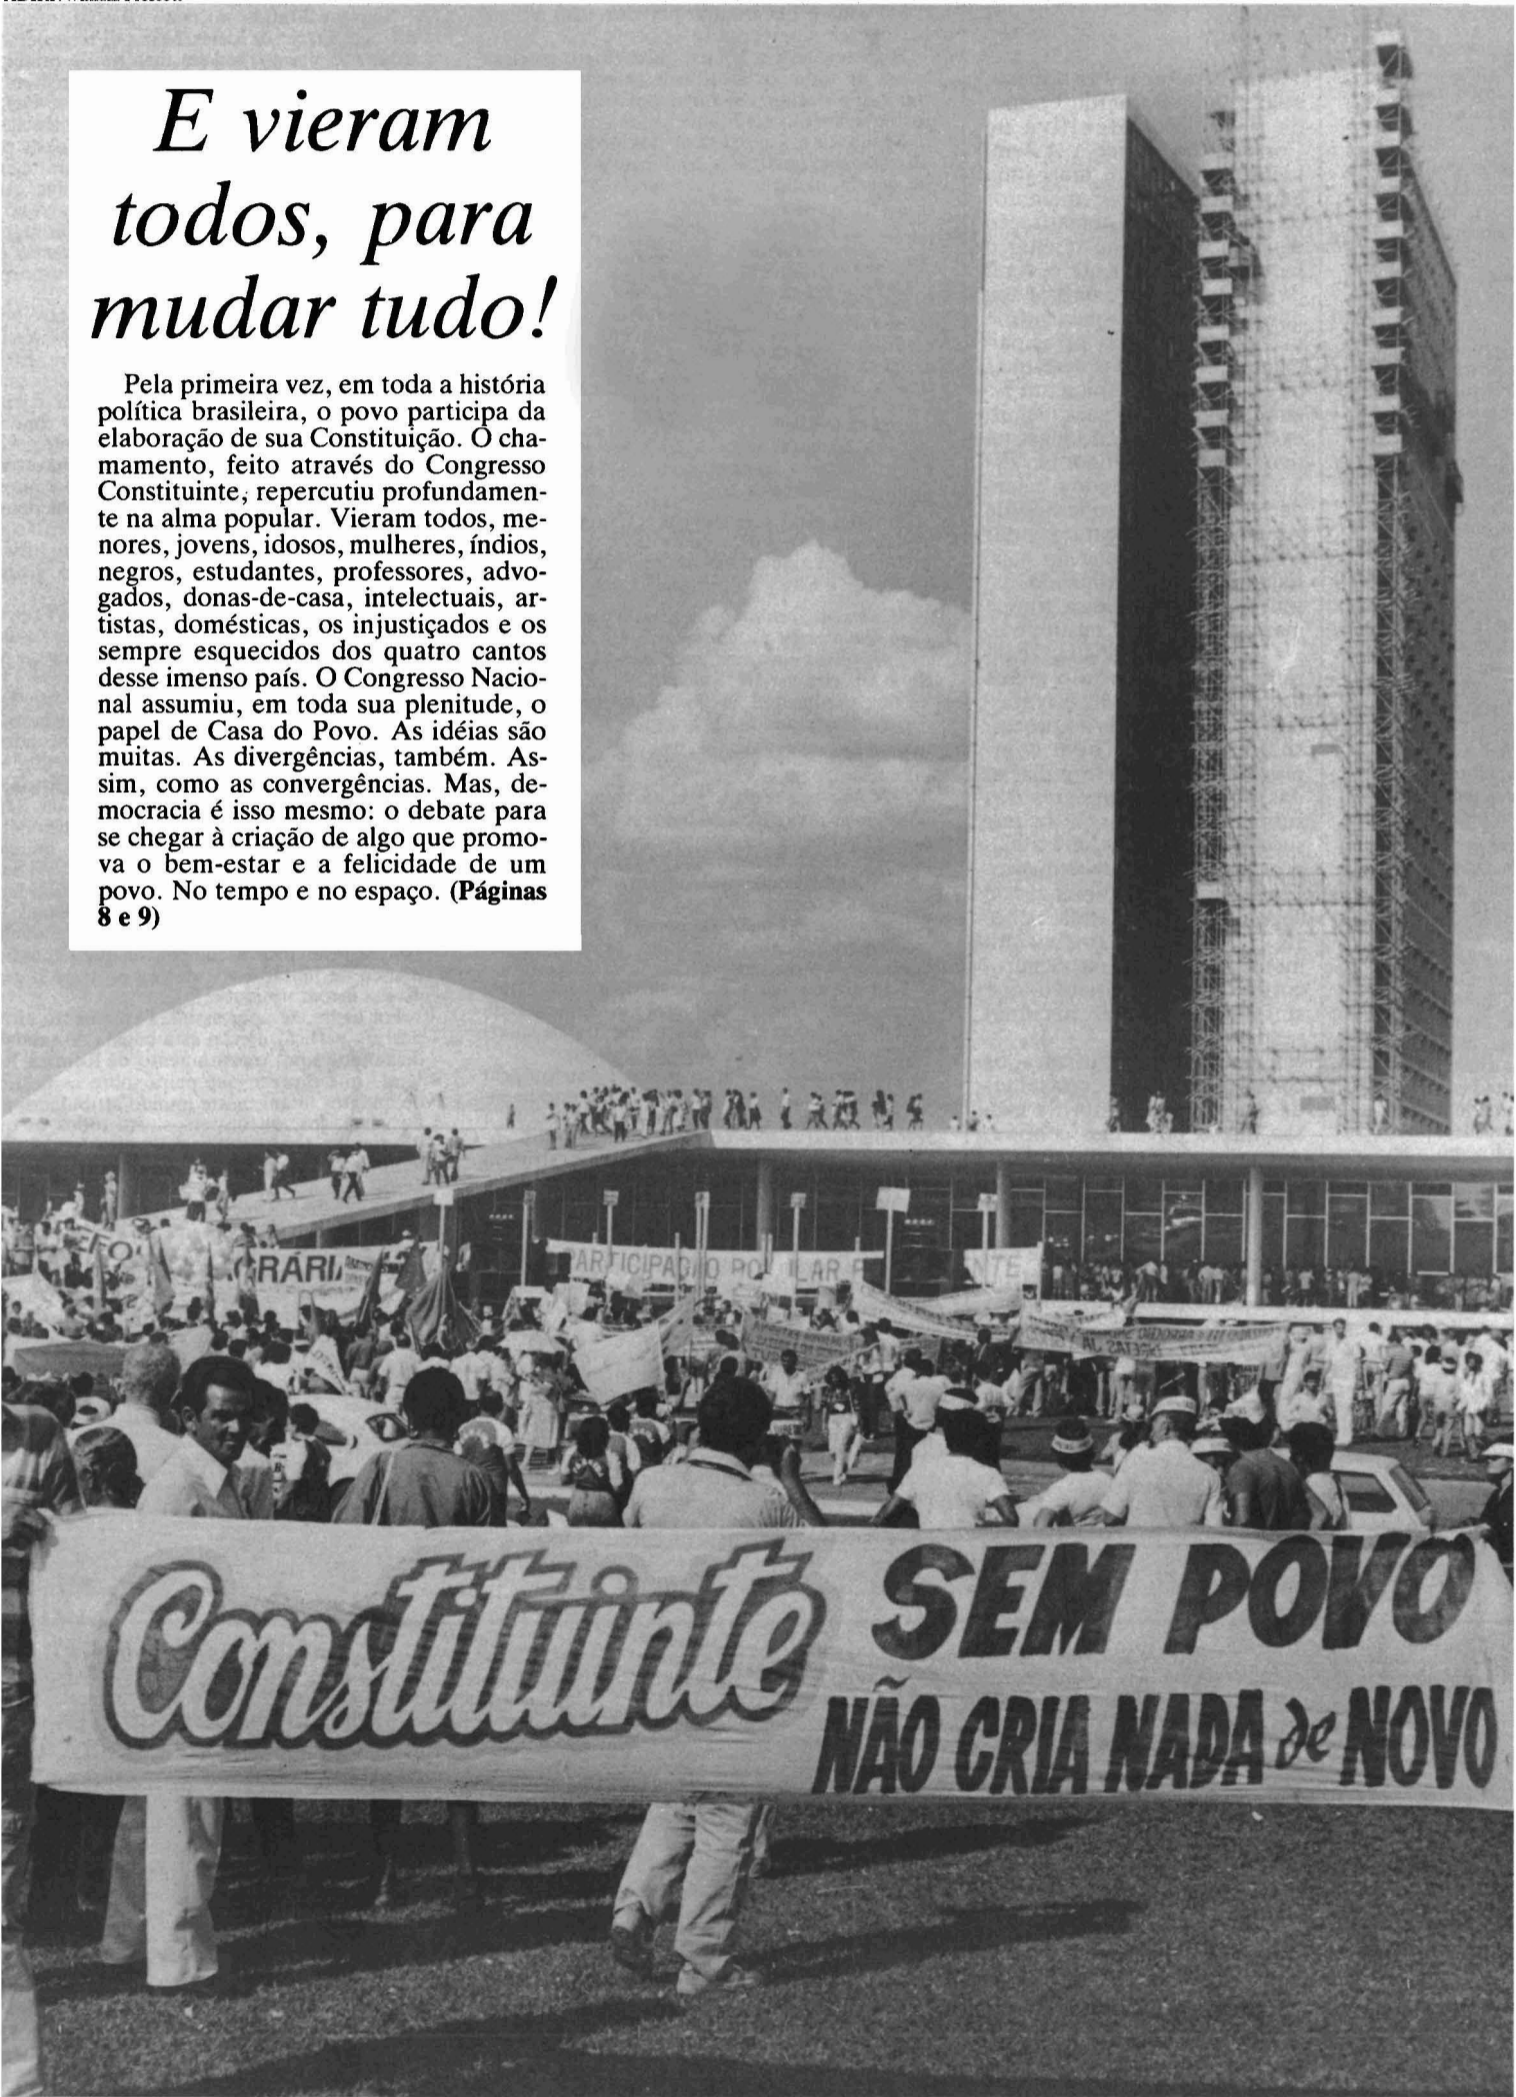 E vieram
todos, para
mudar tudo!
Pela primeira vez, em toda a história
política brasileira, o povo participa da
elaboração de sua Constituição. O cha-
mamento, feito através do Congresso
Constituinte, repercutiu profundamen-
te na alma popular. Vieram todos, me-
nores, jovens, idosos, mulheres, índios,
negros, estudantes, professores, advo-
gados, donas-de-casa, intelectuais, ar-
tistas, domésticas, os injustiçados e os
sempre esquecidos dos quatro cantos
desse imenso país. O Congresso Nacio-
nal assumiu, em toda sua plenitude, o
papel de Casa do Povo. As idéias são
muitas. As divergências, também. As-
sim, como as convergências. Mas, de-
mocracia é isso mesmo: o debate para
se chegar à criação de algo que promo-
va o bem-estar e a felicidade de um
povo. No tempo e no espaço. (Páginas
8 e 9)
PARTICIPAÇÃO
Constituinte SEM POVO
NÃO CRIA NADA de NOVO